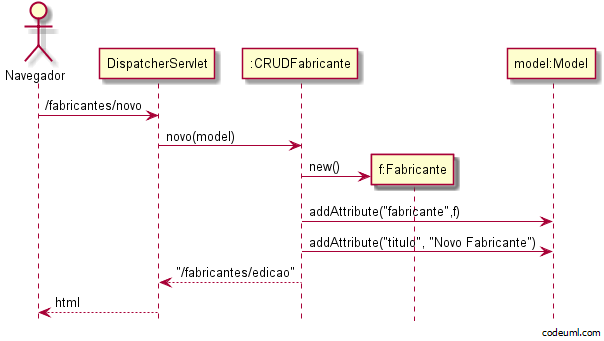 Navegador
DispatcherServlet
:CRUDFabricante
model:Model
/fabricantes/novo
novo(model)
new()
f:Fabricante
addAttribute("fabricante",f)
addAttribute("titulo", "Novo Fabricante")
"/fabricantes/edicao"
html
codeuml.com